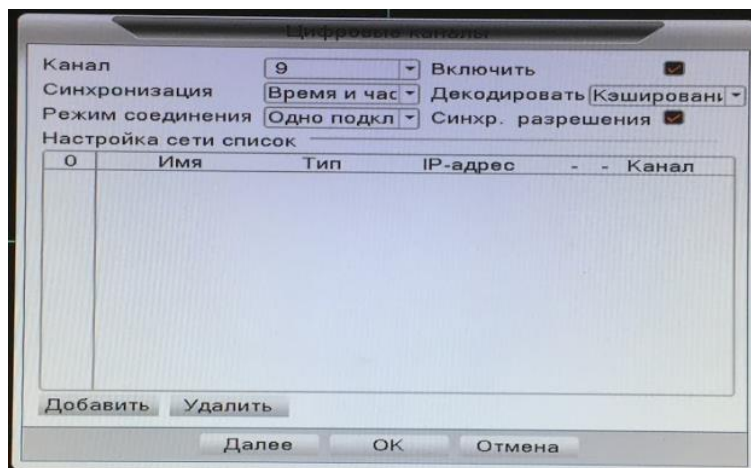 Цифровые каналы
Канал 9 Включить
Синхронизация Время и час Декодировать Кэшировань
Режим соединения Одно подкл Синхр. разрешения
Настройка сети список
0 Имя Тип IP-адрес - - Канал
Добавить Удалить
Далее OK Отмена